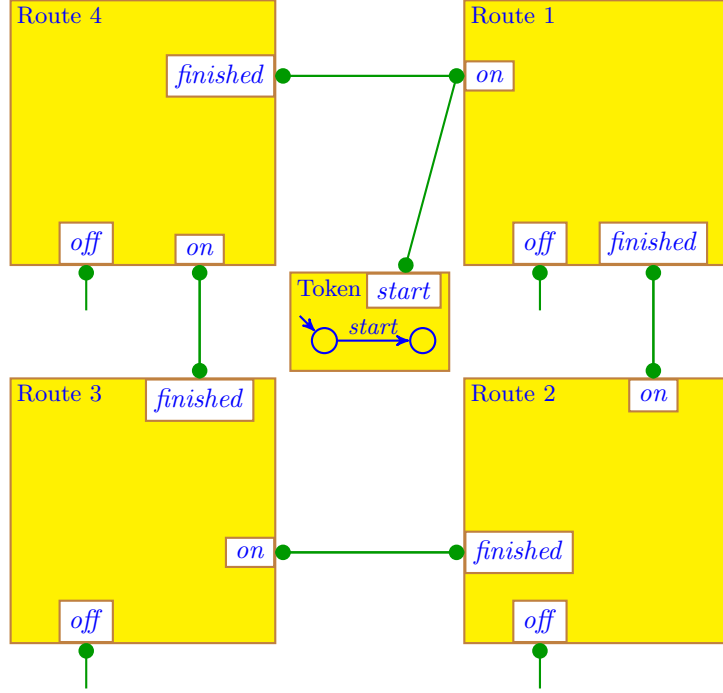 Route 4
finished
off
on
Route 1
on
off
finished
Token
start
start
Route 3
finished
on
off
Route 2
on
finished
off